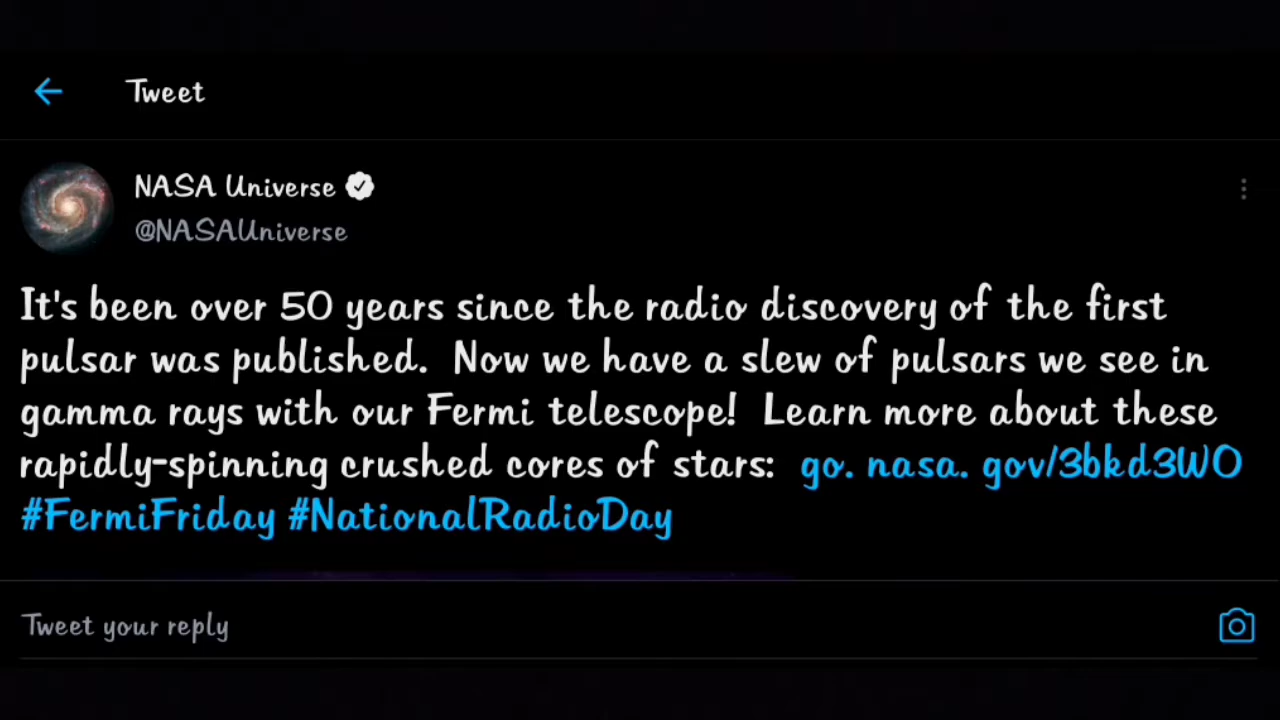 Tweet
NASA Universe
@NASAUniverse
It's been over 50 years since the radio discovery of the first
pulsar was published. Now we have a slew of pulsars we see in
gamma rays with our Fermi telescope! Learn more about these
rapidly-spinning crushed cores of stars: go. nasa. gov/3bkd3WO
#FermiFriday #NationalRadioDay
Tweet your reply